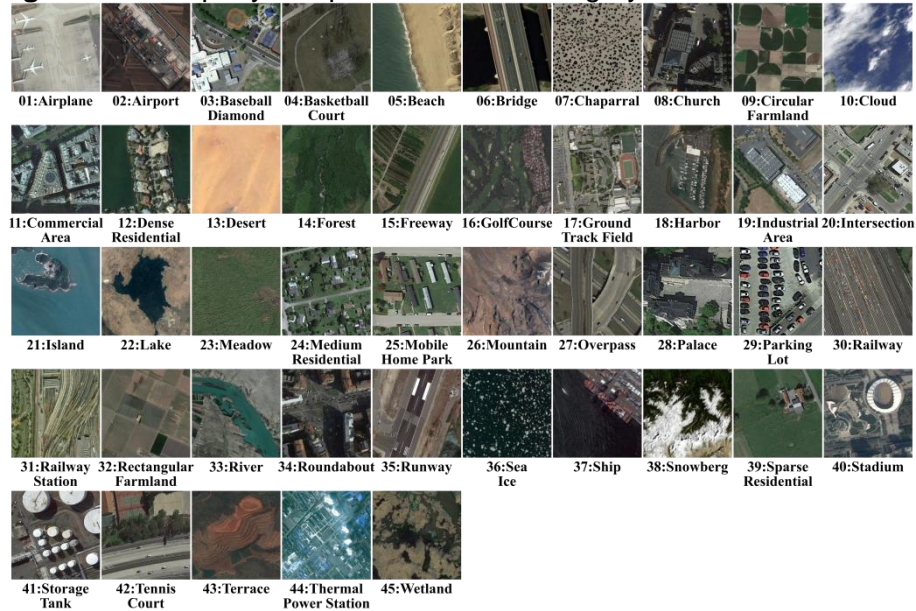 01:Airplane 02:Airport 03:Baseball Diamond 04:Basketball Court 05:Beach 06:Bridge 07:Chaparral 08:Church 09:Circular Farmland 10:Cloud
11:Commercial Area 12:Dense Residential 13:Desert 14:Forest 15:Freeway 16:GolfCourse 17:Ground Track Field 18:Harbor 19:Industrial Area 20:Intersection
21:Island 22:Lake 23:Meadow 24:Medium Residential 25:Mobile Home Park 26:Mountain 27:Overpass 28:Palace 29:Parking Lot 30:Railway
31:Railway Station 32:Rectangular Farmland 33:River 34:Roundabout 35:Runway 36:Sea Ice 37:Ship 38:Snowberg 39:Sparse Residential 40:Stadium
41:Storage Tank 42:Tennis Court 43:Terrace 44:Thermal Power Station 45:Wetland